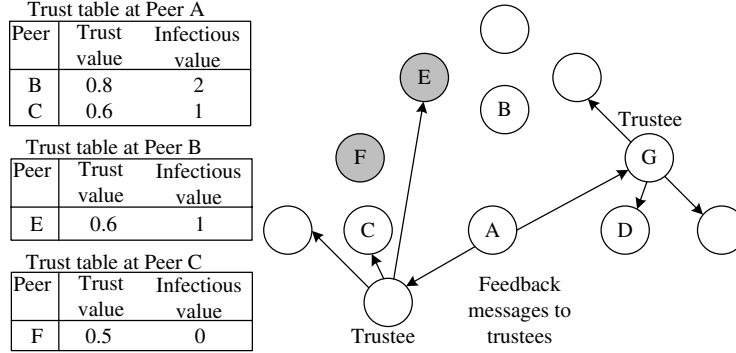 Trust table at Peer A
Peer Trust Infectious
value value
B 0.8 2
C 0.6 1
Trust table at Peer B
Peer Trust Infectious
value value
E 0.6 1
Trust table at Peer C
Peer Trust Infectious
value value
F 0.5 0
E
B
Trustee
F
G
C
A
D
Feedback
messages to
trustees
Trustee